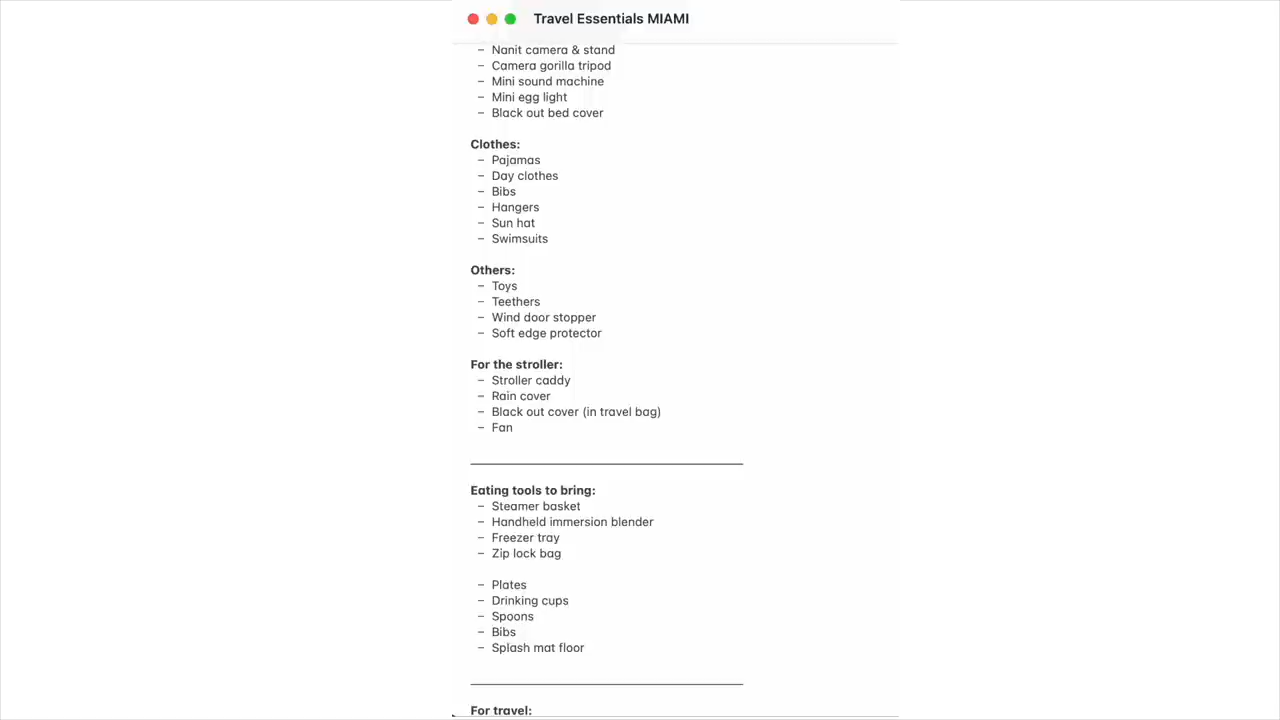 Travel Essentials MIAMI
– Nanit camera & stand
– Camera gorilla tripod
– Mini sound machine
– Mini egg light
– Black out bed cover
Clothes:
– Pajamas
– Day clothes
– Bibs
– Hangers
– Sun hat
– Swimsuits
Others:
– Toys
– Teethers
– Wind door stopper
– Soft edge protector
For the stroller:
– Stroller caddy
– Rain cover
– Black out cover (in travel bag)
– Fan
Eating tools to bring:
– Steamer basket
– Handheld immersion blender
– Freezer tray
– Zip lock bag
– Plates
– Drinking cups
– Spoons
– Bibs
– Splash mat floor
For travel: